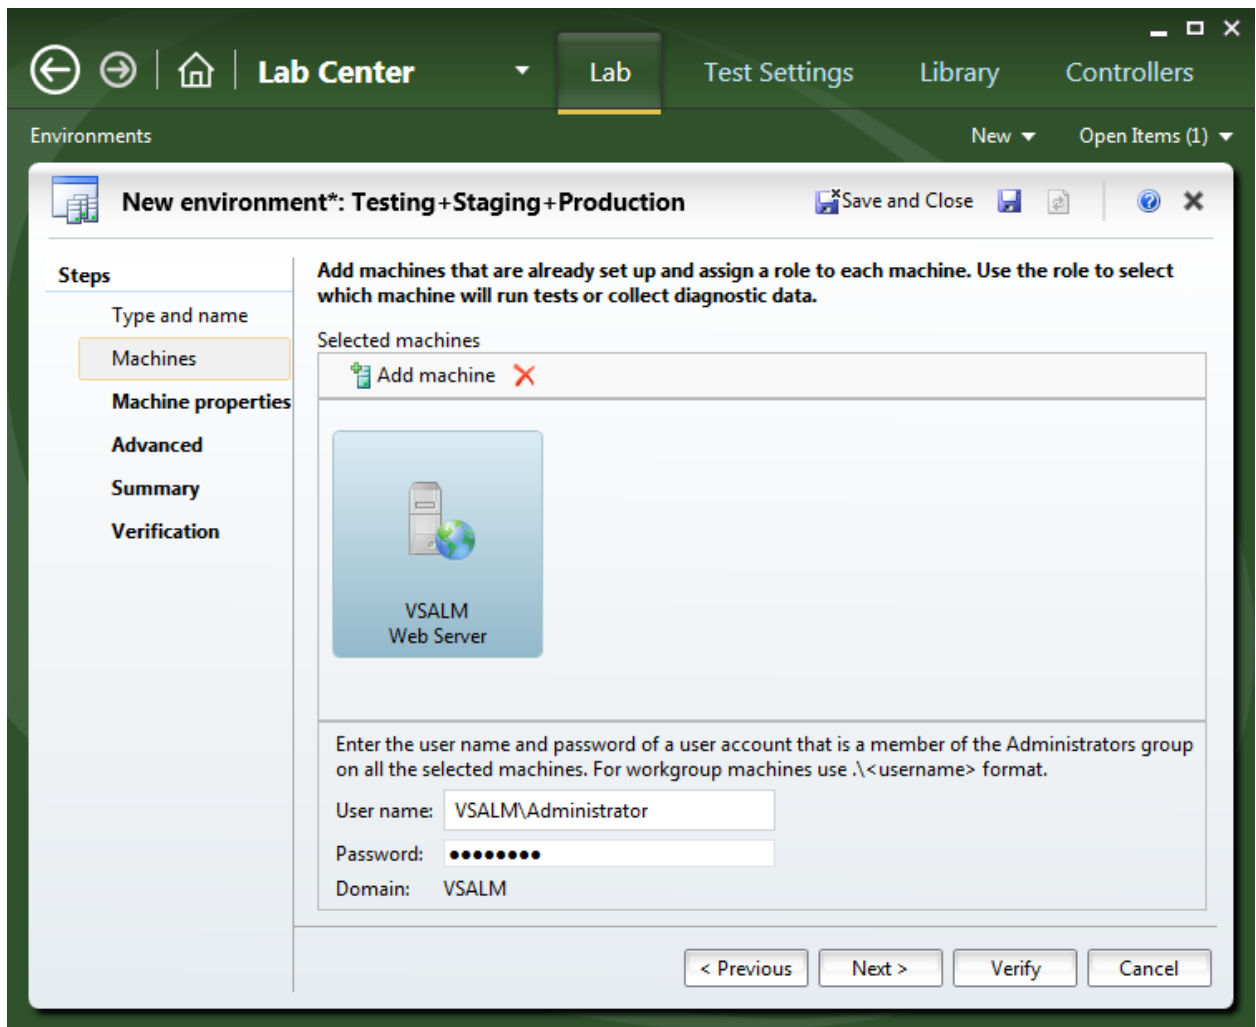 Lab Center
Lab
Test Settings
Library
Controllers
Environments
New
Open Items (1)
New environment*: Testing+Staging+Production
Save and Close
Steps
Type and name
Machines
Machine properties
Advanced
Summary
Verification
Add machines that are already set up and assign a role to each machine. Use the role to select
which machine will run tests or collect diagnostic data.
Selected machines
Add machine
VSALM
Web Server
Enter the user name and password of a user account that is a member of the Administrators group
on all the selected machines. For workgroup machines use .\<username> format.
User name: VSALM\Administrator
Password: ●●●●●●●●
Domain: VSALM
< Previous
Next >
Verify
Cancel